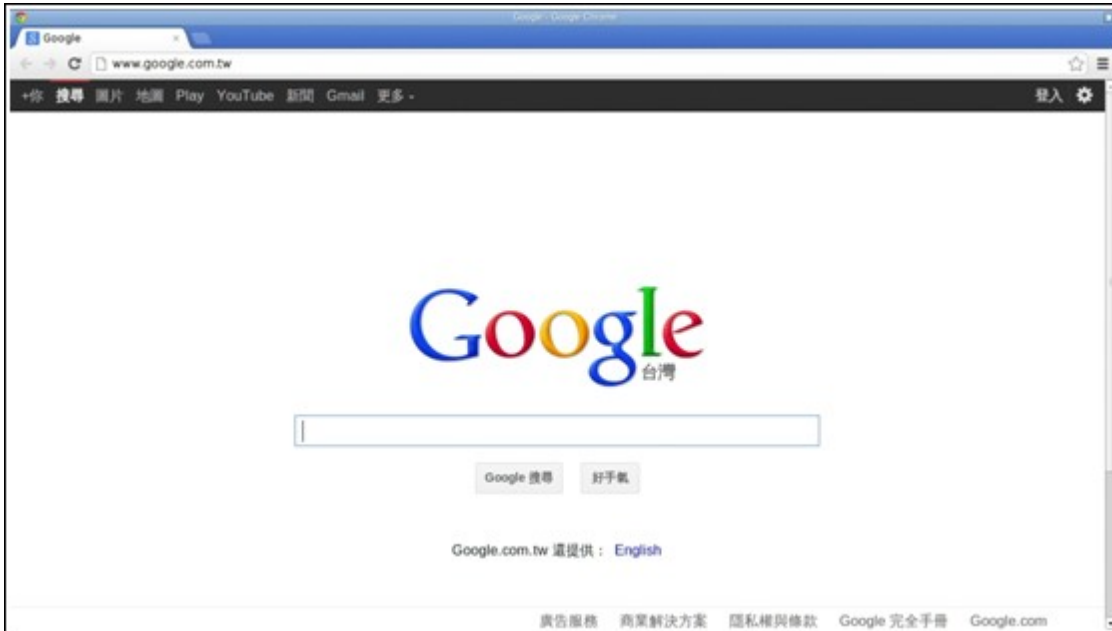 Google - Google Chrome
Google
www.google.com.tw
+你 搜尋 圖片 地圖 Play YouTube 新聞 Gmail 更多
登入
Google
台灣
Google 搜尋 好手氣
Google.com.tw 還提供： English
廣告服務 商業解決方案 隱私權與條款 Google 完全手冊 Google.com